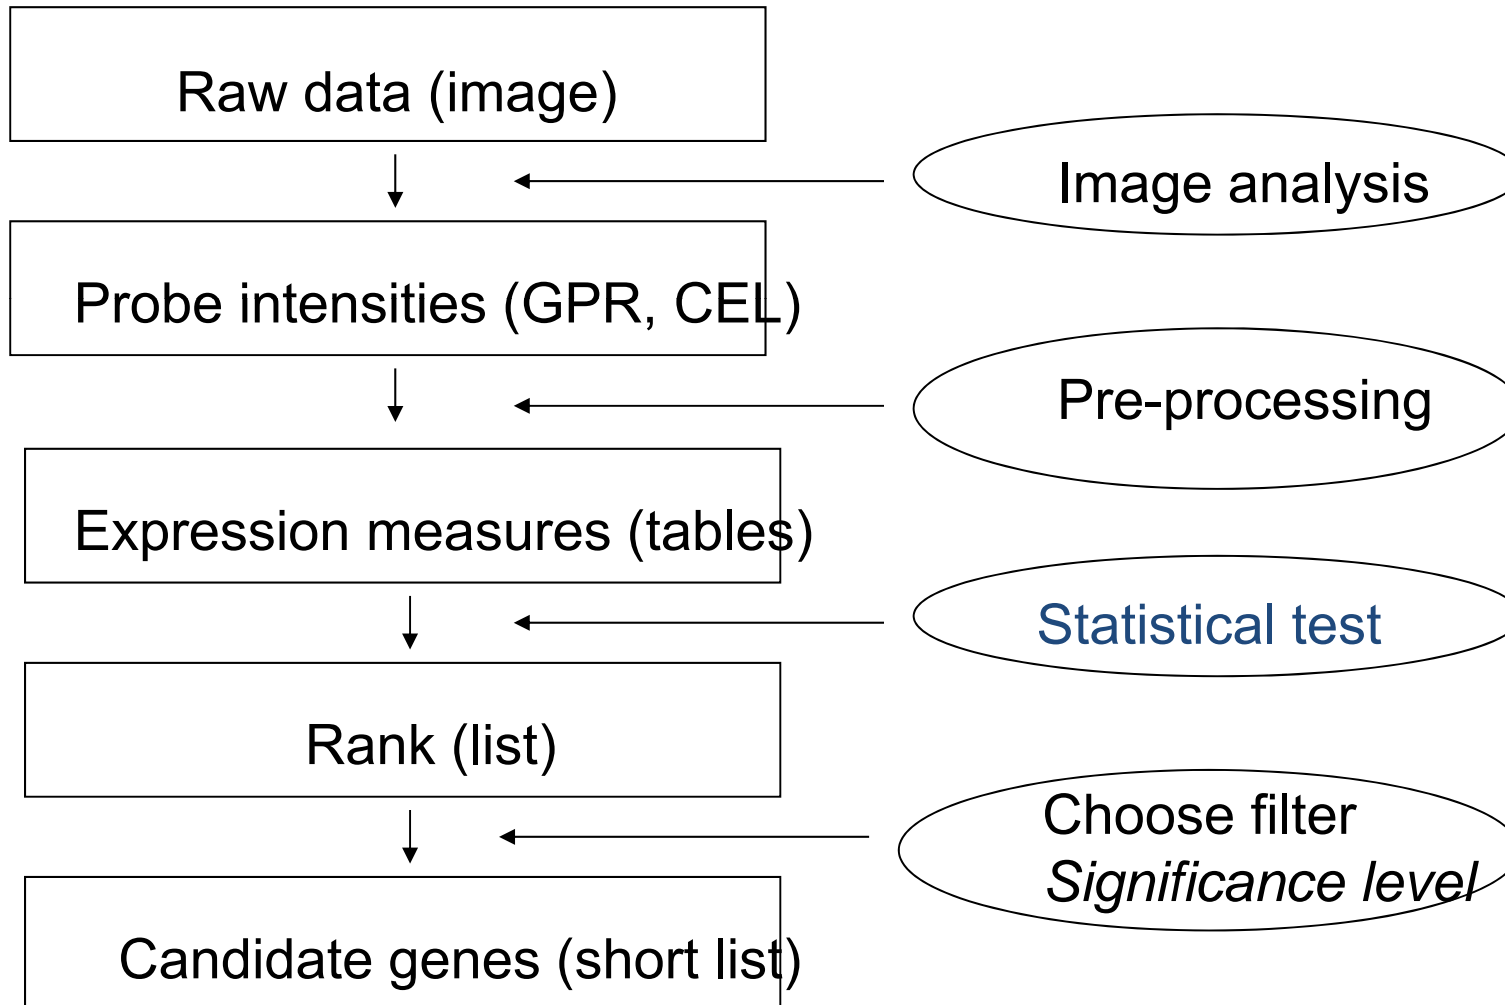 Raw data (image)
Image analysis
Probe intensities (GPR, CEL)
Pre-processing
Expression measures (tables)
Statistical test
Rank (list)
Choose filter
Significance level
Candidate genes (short list)